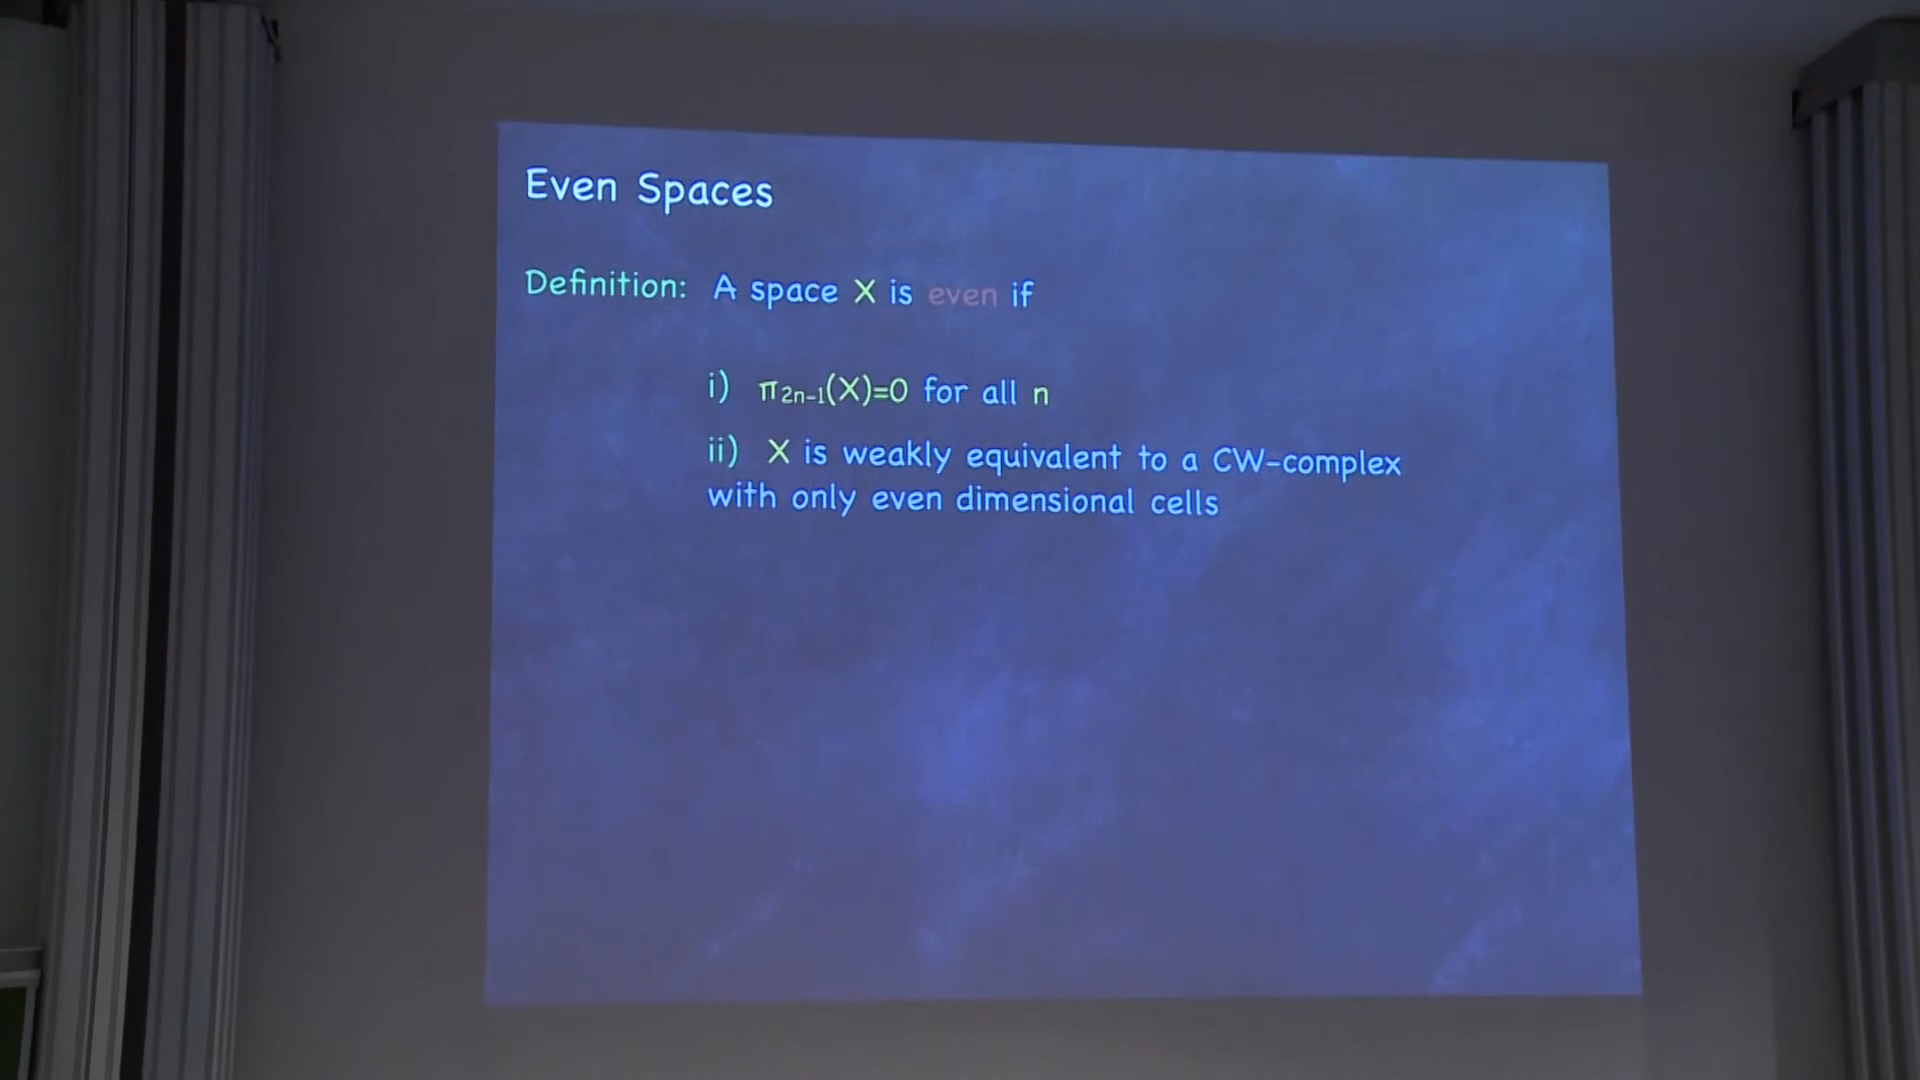 Even Spaces
Definition: A space X is even if
i) π2n-1(X)=0 for all n
ii) X is weakly equivalent to a CW-complex
with only even dimensional cells